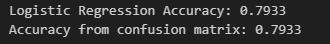 Logistic Regression Accuracy: 0.7933
Accuracy from confusion matrix: 0.7933